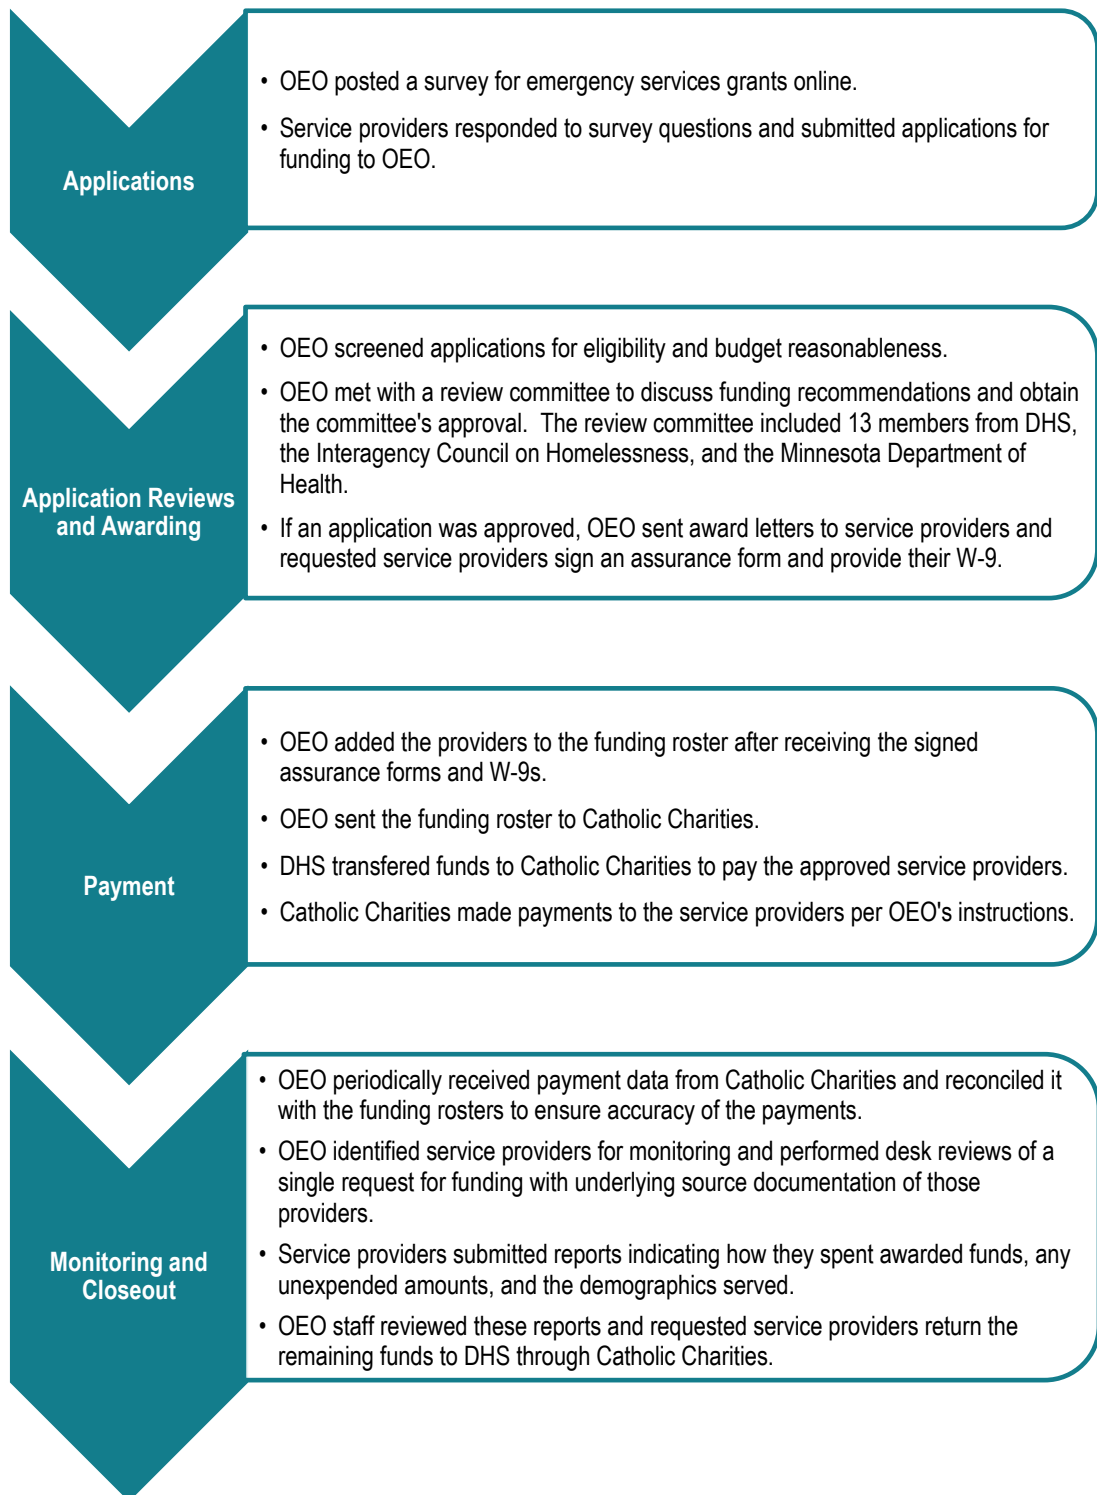 Applications
• OEO posted a survey for emergency services grants online.
• Service providers responded to survey questions and submitted applications for
funding to OEO.
Application Reviews
and Awarding
• OEO screened applications for eligibility and budget reasonableness.
• OEO met with a review committee to discuss funding recommendations and obtain
the committee's approval.  The review committee included 13 members from DHS,
the Interagency Council on Homelessness, and the Minnesota Department of
Health.
• If an application was approved, OEO sent award letters to service providers and
requested service providers sign an assurance form and provide their W-9.
Payment
• OEO added the providers to the funding roster after receiving the signed
assurance forms and W-9s.
• OEO sent the funding roster to Catholic Charities.
• DHS transfered funds to Catholic Charities to pay the approved service providers.
• Catholic Charities made payments to the service providers per OEO's instructions.
Monitoring and
Closeout
• OEO periodically received payment data from Catholic Charities and reconciled it
with the funding rosters to ensure accuracy of the payments.
• OEO identified service providers for monitoring and performed desk reviews of a
single request for funding with underlying source documentation of those
providers.
• Service providers submitted reports indicating how they spent awarded funds, any
unexpended amounts, and the demographics served.
• OEO staff reviewed these reports and requested service providers return the
remaining funds to DHS through Catholic Charities.